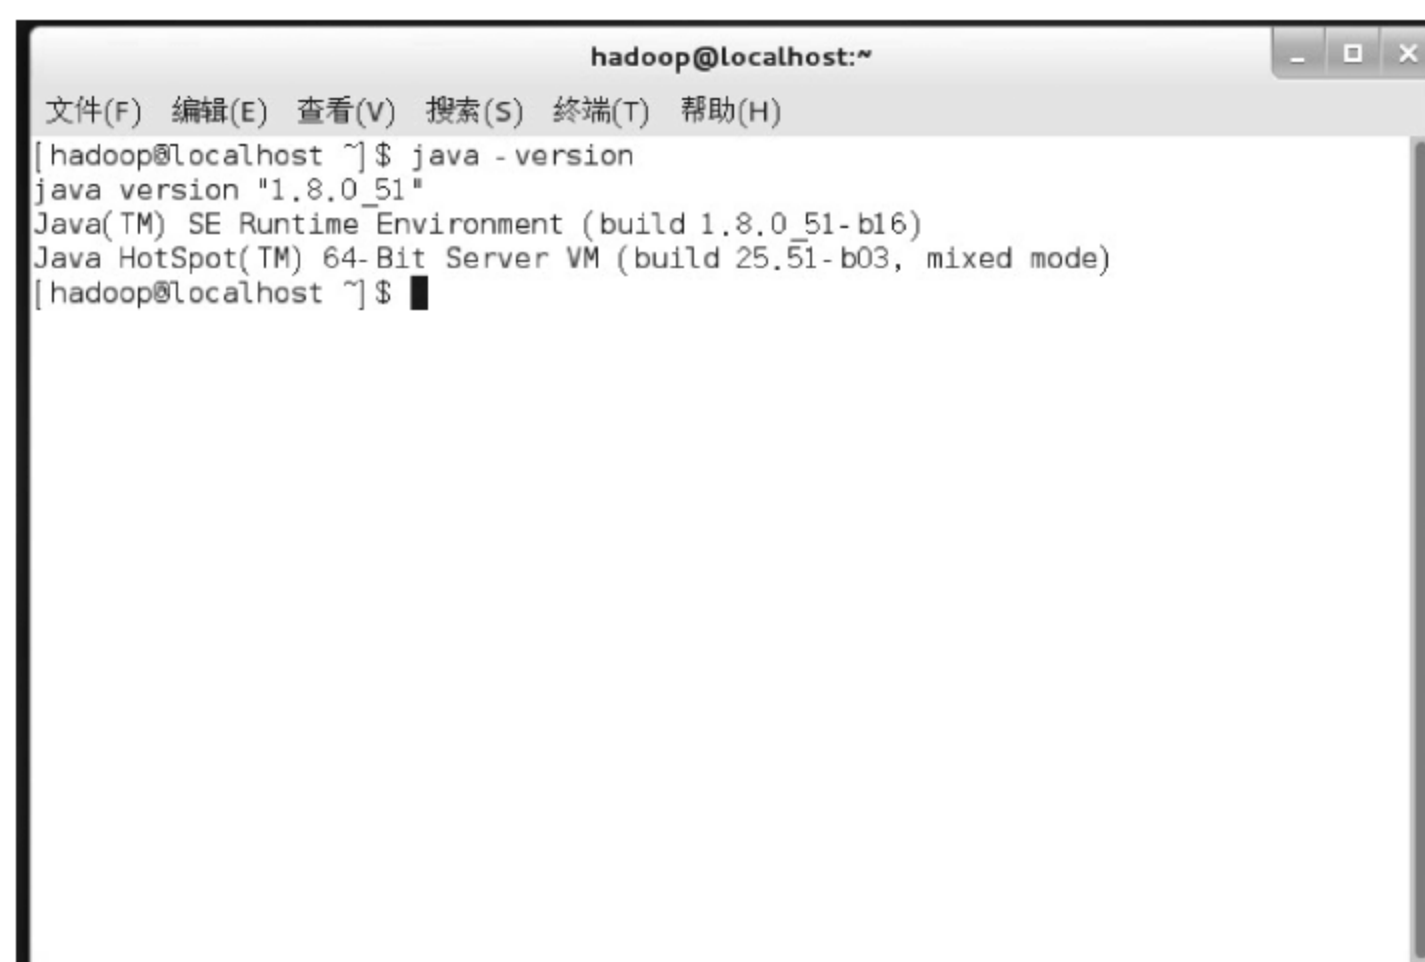 hadoop@localhost:~
文件(F) 编辑(E) 查看(V) 搜索(S) 终端(T) 帮助(H)
[hadoop@localhost ~]$ java -version
java version "1.8.0_51"
Java(TM) SE Runtime Environment (build 1.8.0_51-b16)
Java HotSpot(TM) 64-Bit Server VM (build 25.51-b03, mixed mode)
[hadoop@localhost ~]$